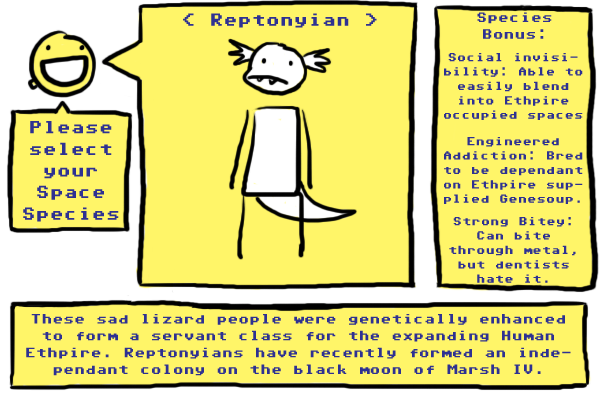 < Reptonyian >
Please
select
your
Space
Species
Species
Bonus:
Social invisi-
bility: Able to
easily blend
into Ethpire
occupied spaces
Engineered
Addiction: Bred
to be dependant
on Ethpire sup-
plied Genesoup.
Strong Bitey:
Can bite
through metal,
but dentists
hate it.
These sad lizard people were genetically enhanced
to form a servant class for the expanding Human
Ethpire. Reptonyians have recently formed an inde-
pendant colony on the black moon of Marsh IV.